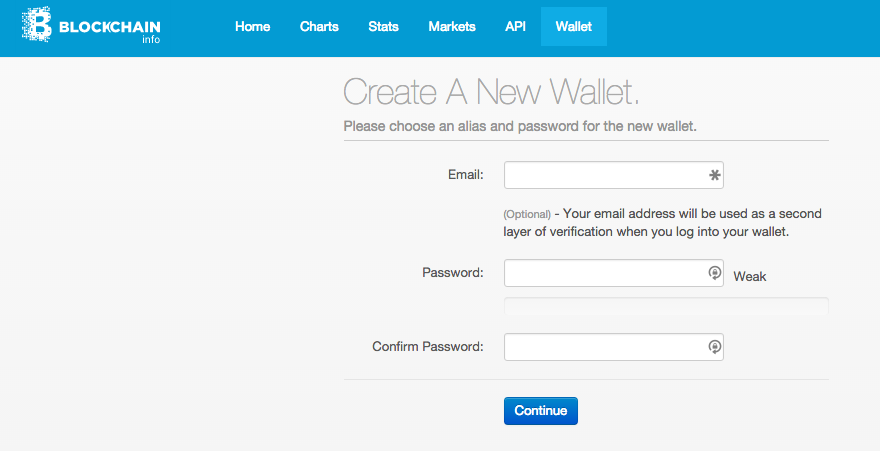 BLOCKCHAIN
info
Home Charts Stats Markets API Wallet
Create A New Wallet.
Please choose an alias and password for the new wallet.
Email:
(Optional) - Your email address will be used as a second
layer of verification when you log into your wallet.
Password: Weak
Confirm Password:
Continue